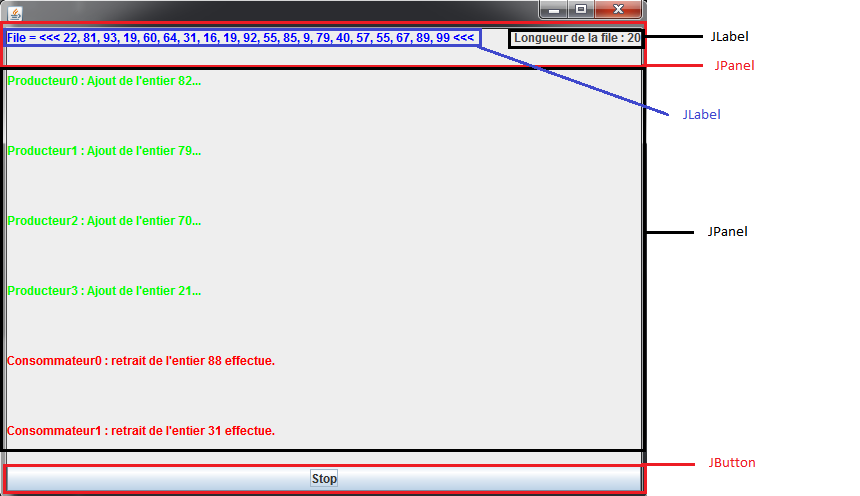 File = <<< 22, 81, 93, 19, 60, 64, 31, 16, 19, 92, 55, 85, 9, 79, 40, 57, 55, 67, 89, 99 <<< Longueur de la file : 20
JLabel
JPanel
Producteur0 : Ajout de l'entier 82...
JLabel
Producteur1 : Ajout de l'entier 79...
Producteur2 : Ajout de l'entier 70...
JPanel
Producteur3 : Ajout de l'entier 21...
Consommateur0 : retrait de l'entier 88 effectue.
Consommateur1 : retrait de l'entier 31 effectue.
JButton
Stop